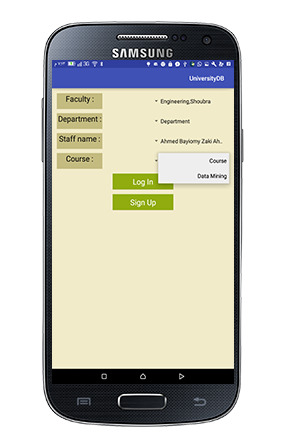 SAMSUNG
UniversityDB
Faculty :
Engineering,Shoubra
Department :
Department
Staff name :
Ahmed Bayiomy Zaki Ah..
Course :
Course
Data Mining
Log In
Sign Up